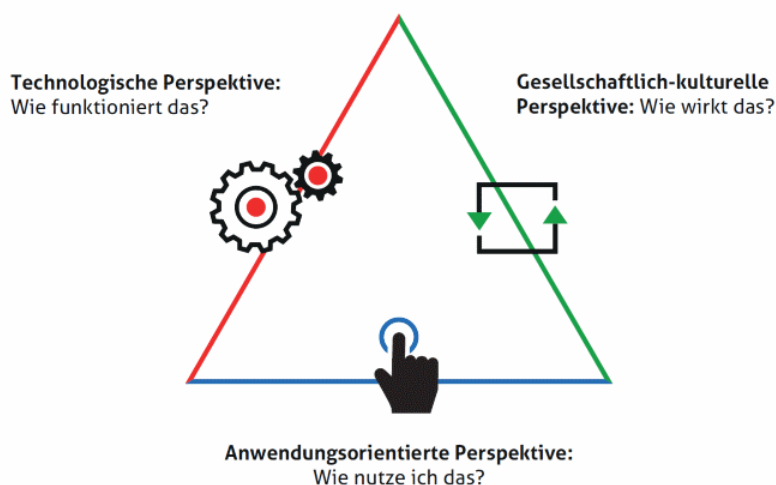 Technologische Perspektive:
Wie funktioniert das?
Gesellschaftlich-kulturelle
Perspektive: Wie wirkt das?
Anwendungsorientierte Perspektive:
Wie nutze ich das?